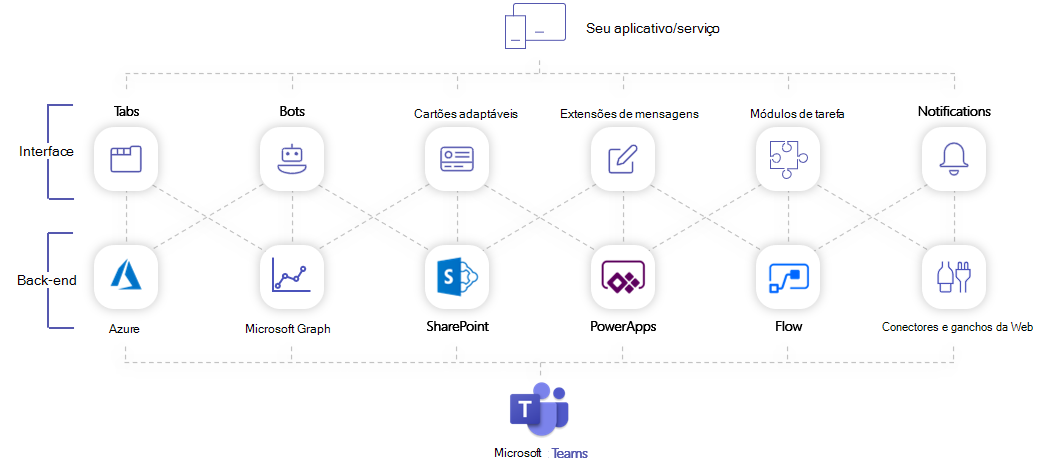 Seu aplicativo/serviço
Tabs
Bots
Cartões adaptáveis
Extensões de mensagens
Módulos de tarefa
Notifications
Interface
Back-end
S
Azure
Microsoft Graph
SharePoint
PowerApps
Flow
Conectores e ganchos da Web
T
Microsoft Teams